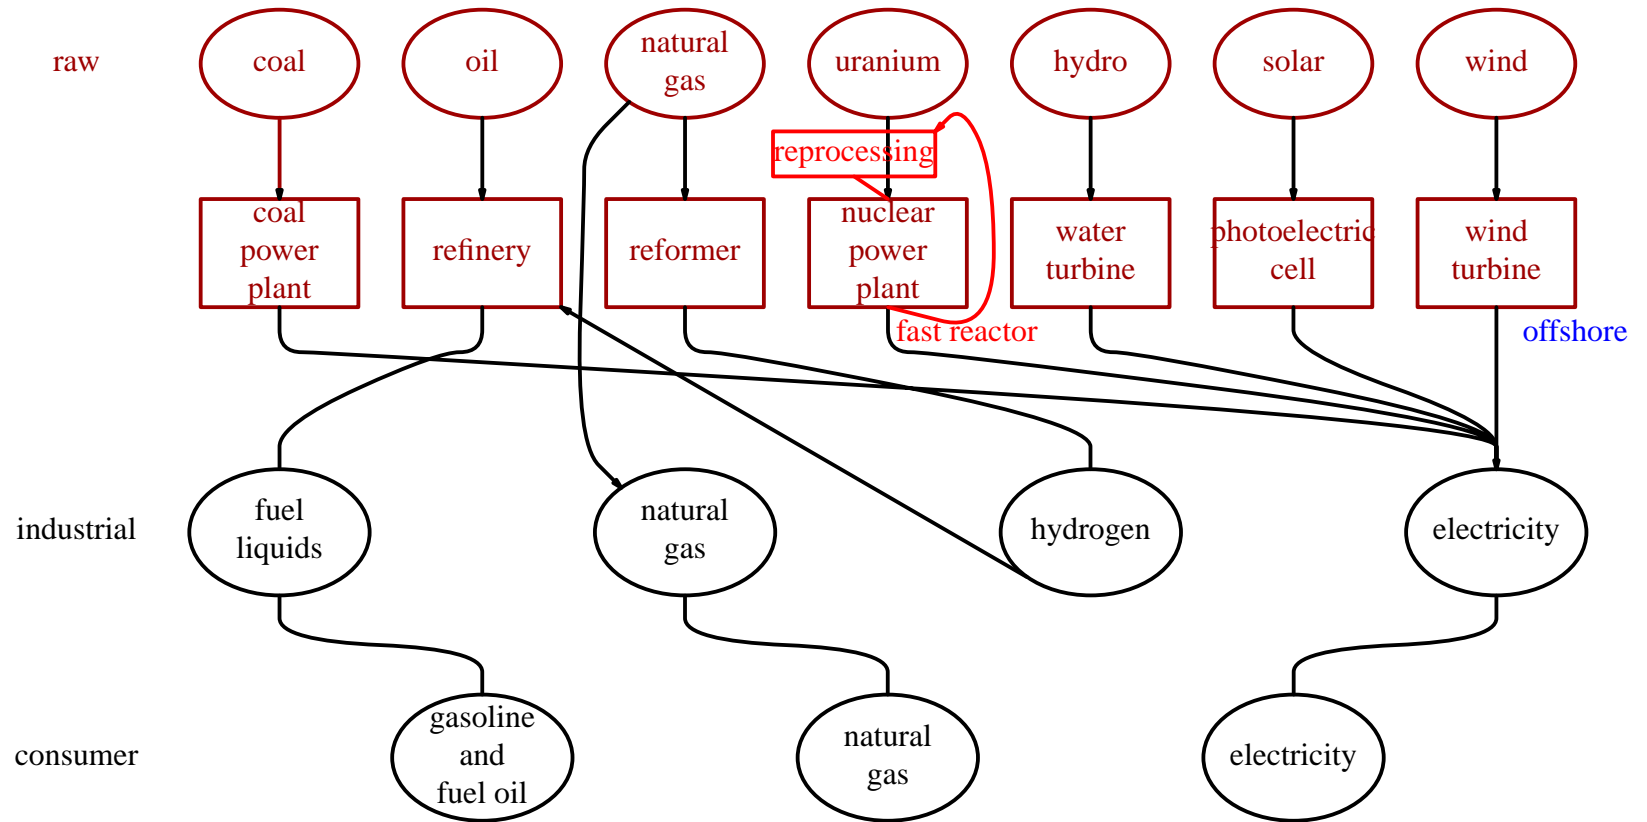 raw
coal
oil
natural
gas
uranium
hydro
solar
wind
reprocessing
coal
power
plant
refinery
reformer
nuclear
power
plant
water
turbine
photoelectric
cell
wind
turbine
fast reactor
offshore
industrial
fuel
liquids
natural
gas
hydrogen
electricity
consumer
gasoline
and
fuel oil
natural
gas
electricity